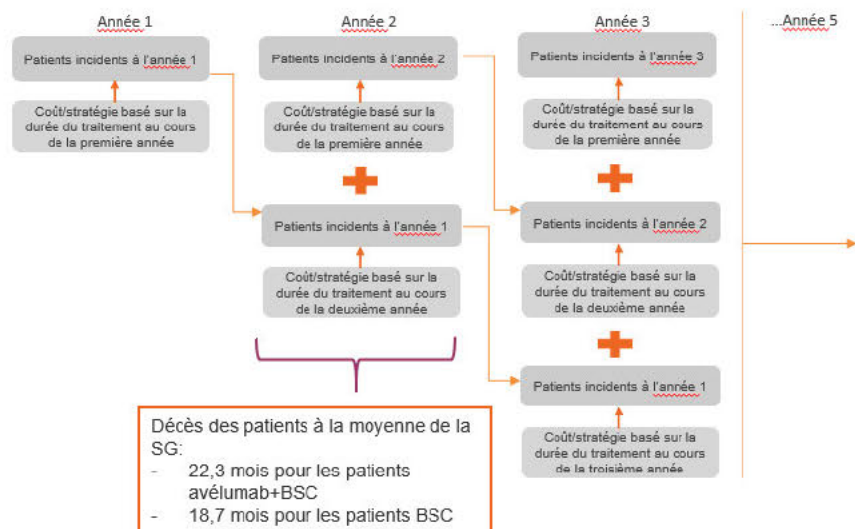 Année 1
Année 2
Année 3
...Année 5
Patients incidents à l'année 1
Patients incidents à l'année 2
Patients incidents à l'année 3
Coût/stratégie basé sur la
durée du traitement au cours
de la première année
Coût/stratégie basé sur la
durée du traitement au cours
de la première année
Coût/stratégie basé sur la
durée du traitement au cours
de la première année
Patients incidents à l'année 1
Patients incidents à l'année 2
Coût/stratégie basé sur la
durée du traitement au cours
de la deuxième année
Coût/stratégie basé sur la
durée du traitement au cours
de la deuxième année
Patients incidents à l'année 1
Coût/stratégie basé sur la
durée du traitement au cours
de la troisième année
Décès des patients à la moyenne de la
SG:
- 22,3 mois pour les patients
avélumab+BSC
- 18,7 mois pour les patients BSC